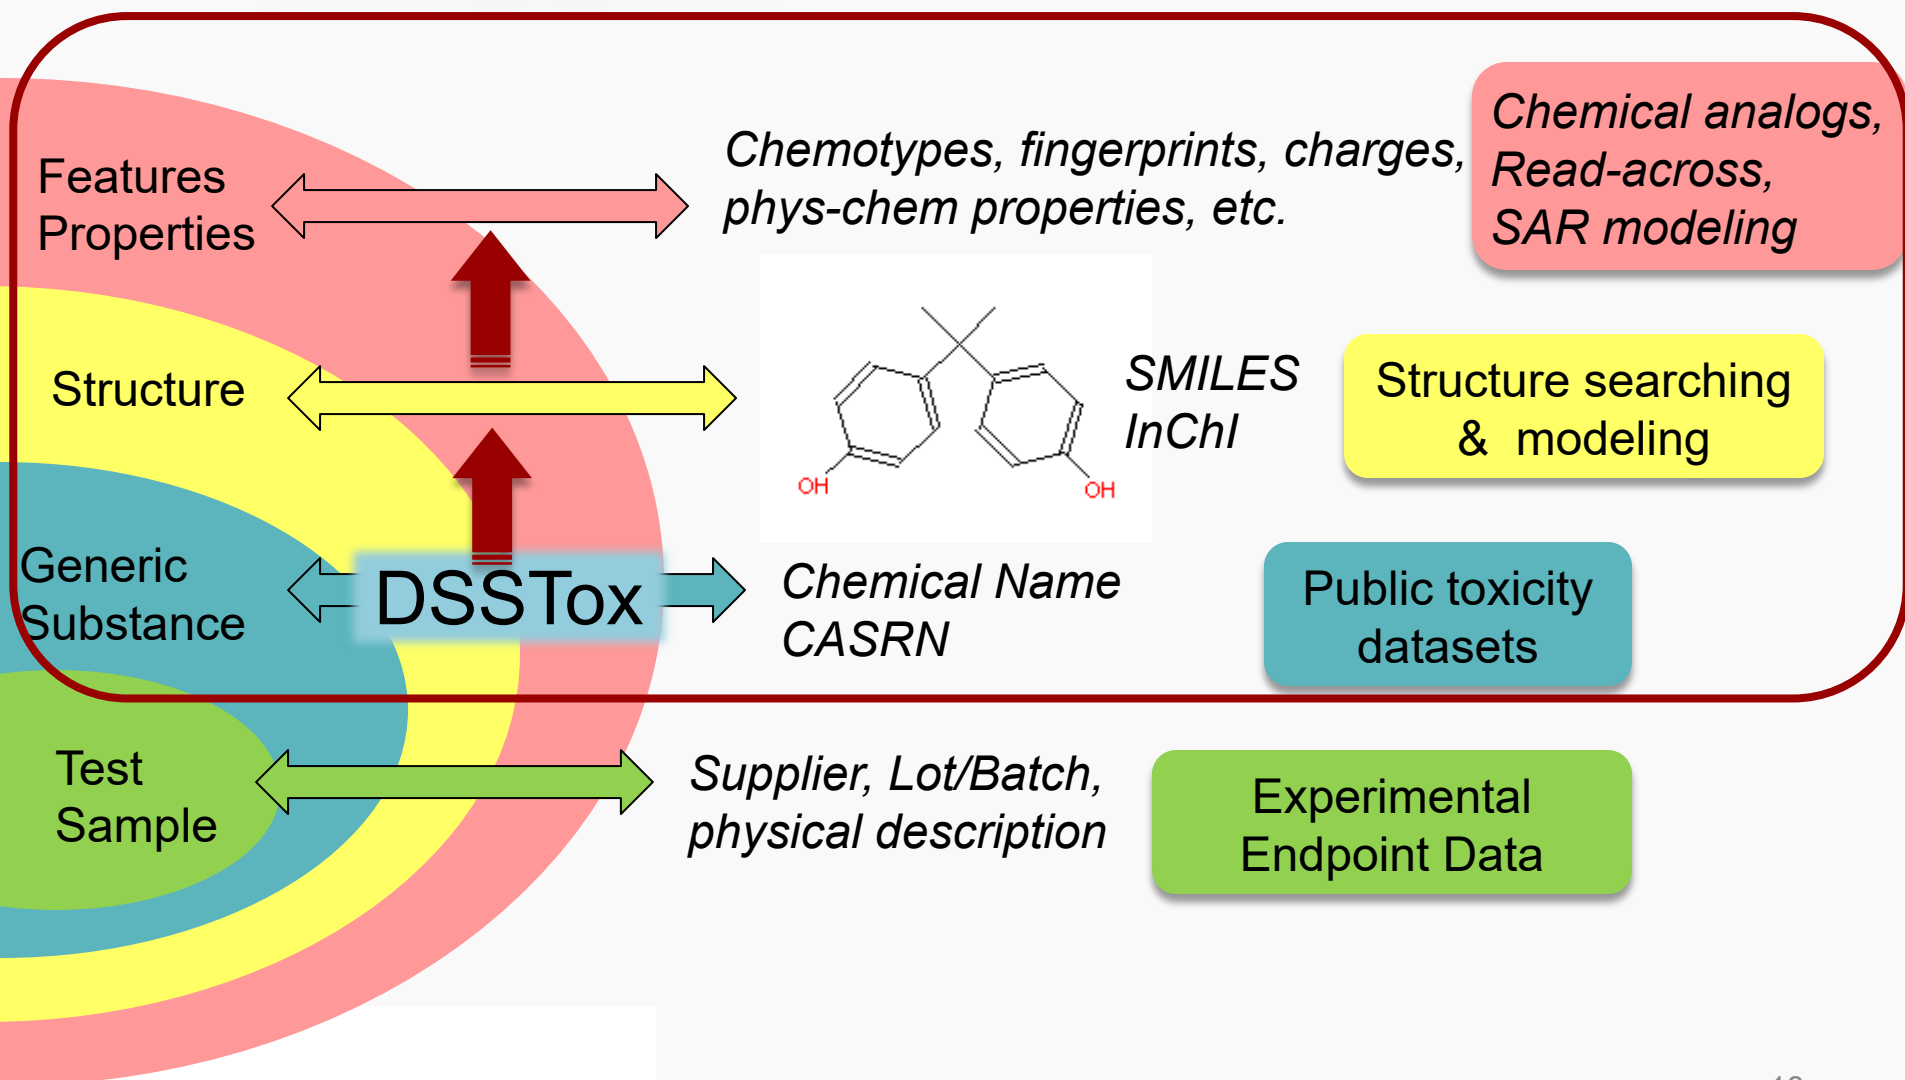 Features
Properties
Chemotypes, fingerprints, charges,
phys-chem properties, etc.
Chemical analogs,
Read-across,
SAR modeling
Structure
OH
OH
SMILES
InChI
Structure searching
& modeling
Generic
Substance
DSSTox
Chemical Name
CASRN
Public toxicity
datasets
Test
Sample
Supplier, Lot/Batch,
physical description
Experimental
Endpoint Data